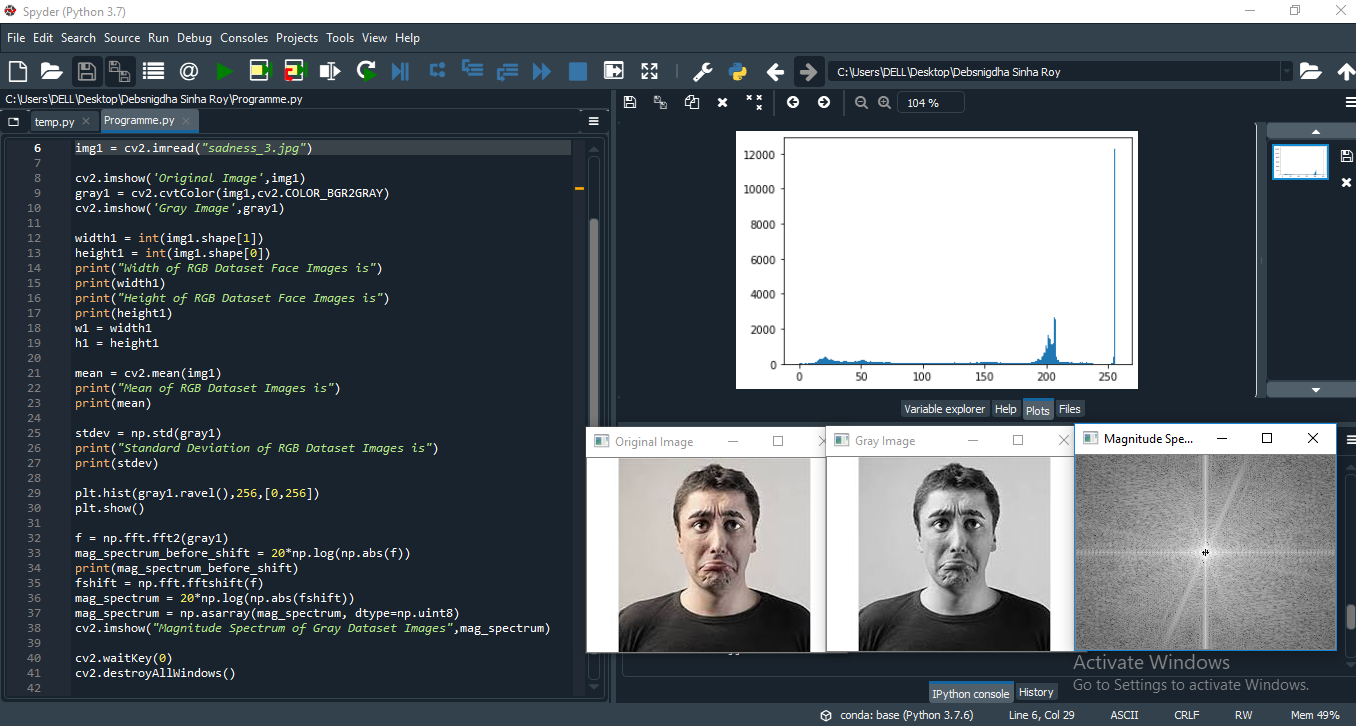 Spyder (Python 3.7)
File Edit Search Source Run Debug Consoles Projects Tools View Help
C:\Users\DELL\Desktop\Debsnigdha Sinha Roy
C:\Users\DELL\Desktop\Debsnigdha Sinha Roy\Programme.py
temp.py Programme.py
6 img1 = cv2.imread("sadness_3.jpg")
7
8 cv2.imshow('Original Image',img1)
9 gray1 = cv2.cvtColor(img1,cv2.COLOR_BGR2GRAY)
10 cv2.imshow('Gray Image',gray1)
11
12 width1 = int(img1.shape[1])
13 height1 = int(img1.shape[0])
14 print("Width of RGB Dataset Face Images is")
15 print(width1)
16 print("Height of RGB Dataset Face Images is")
17 print(height1)
18 w1 = width1
19 h1 = height1
20
21 mean = cv2.mean(img1)
22 print("Mean of RGB Dataset Images is")
23 print(mean)
24
25 stdev = np.std(gray1)
26 print("Standard Deviation of RGB Dataset Images is")
27 print(stdev)
28
29 plt.hist(gray1.ravel(),256,[0,256])
30 plt.show()
31
32 f = np.fft.fft2(gray1)
33 mag_spectrum_before_shift = 20*np.log(np.abs(f))
34 print(mag_spectrum_before_shift)
35 fshift = np.fft.fftshift(f)
36 mag_spectrum = 20*np.log(np.abs(fshift))
37 mag_spectrum = np.asarray(mag_spectrum, dtype=np.uint8)
38 cv2.imshow("Magnitude Spectrum of Gray Dataset Images",mag_spectrum)
39
40 cv2.waitKey(0)
41 cv2.destroyAllWindows()
42
104 %
12000
10000
8000
6000
4000
2000
0
0 50 100 150 200 250
Variable explorer Help Plots Files
Original Image
Gray Image
Magnitude Spe...
Activate Windows
Go to Settings to activate Windows.
IPython console History
conda: base (Python 3.7.6) Line 6, Col 29 ASCII CRLF RW Mem 49%